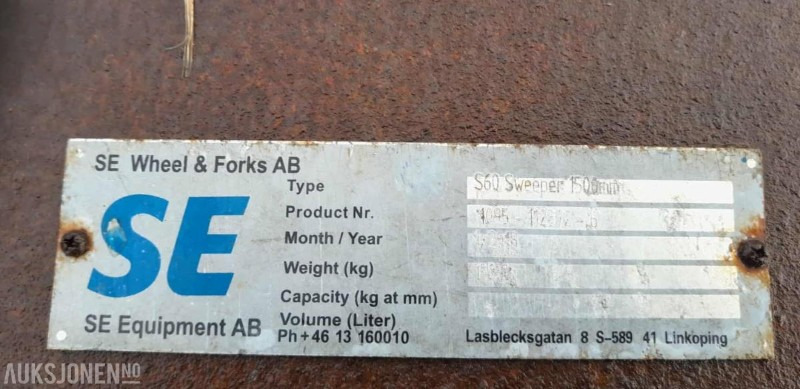 SE Wheel & Forks AB
SE
SE Equipment AB
Type S60 Sweeper 1500mm
Product Nr.
Month / Year
Weight (kg)
Capacity (kg at mm)
Volume (Liter)
Ph+46 13 160010
Lasblecksgatan 8 S-589 41 Linkoping
AUKSJONEN.NO